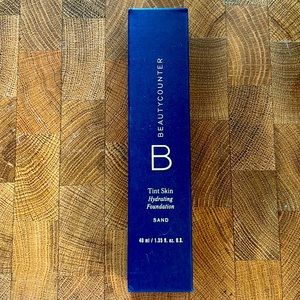 BEAUTYCOUNTER
B
Tint Skin
Hydrating
Foundation
SAND
40 ml / 1.35 fl. oz. U.S.